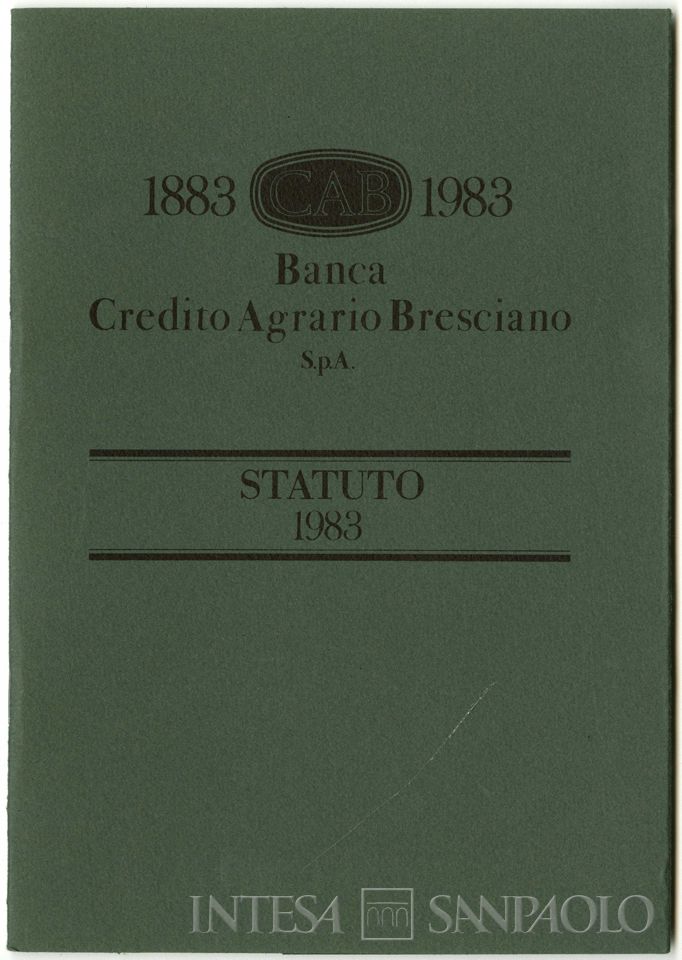 1883 CAB 1983
Banca
Credito Agrario Bresciano
S.p.A.
STATUTO
1983
INTESA SANPAOLO